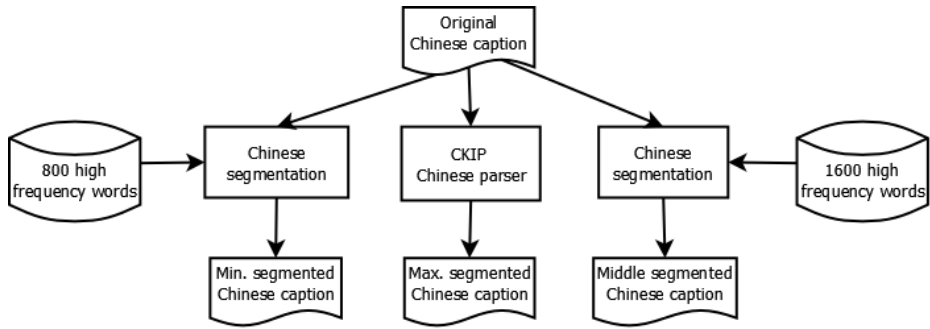 Original
Chinese caption
800 high
frequency words
Chinese
segmentation
CKIP
Chinese parser
Chinese
segmentation
1600 high
frequency words
Min. segmented
Chinese caption
Max. segmented
Chinese caption
Middle segmented
Chinese caption